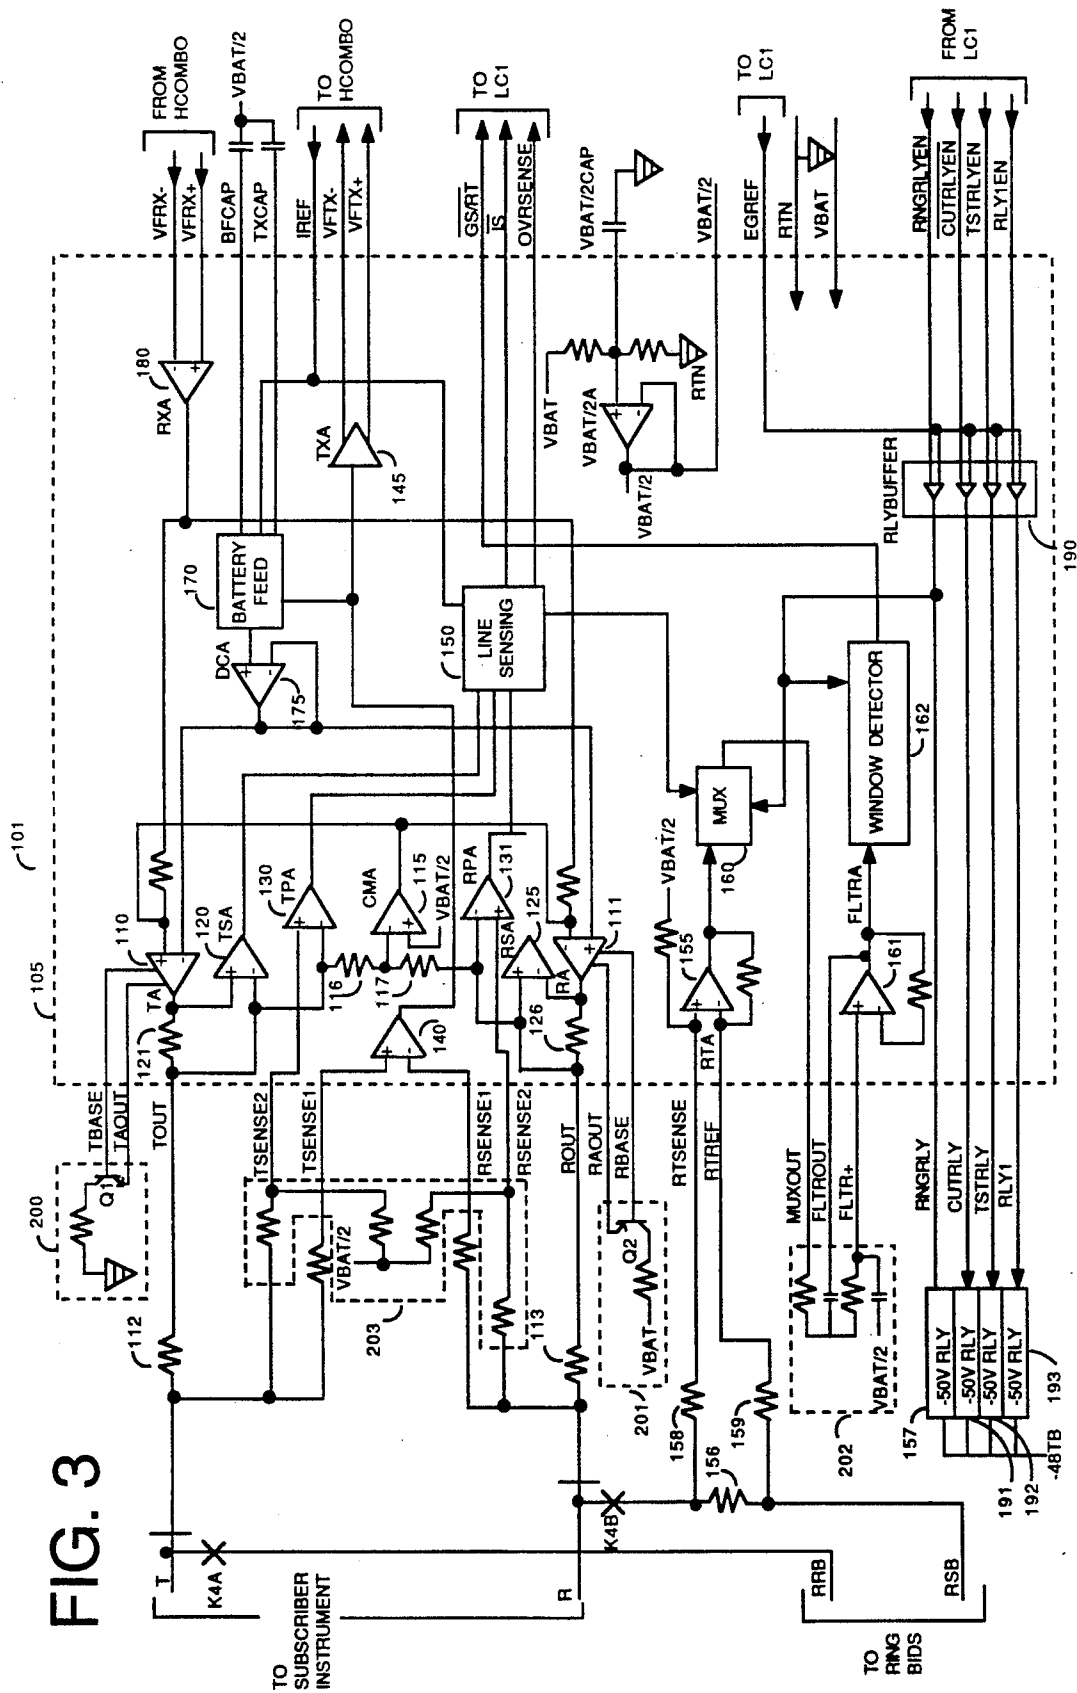 FIG. 3
101
105
FROM
HCOMBO
VFRX-
VFRX+
BFCAP
TXCAP
VBAT/2
IREF
VFTX-
VFTX+
TO
HCOMBO
GS/RT
IS
OVRSENSE
TO
LC1
VBAT/2CAP
VBAT/2
EGREF
TO
LC1
RTN
VBAT
RNGRLYEN
CUTRLYEN
TSTRLYEN
RLY1EN
FROM
LC1
180
RXA
-
+
170
BATTERY
FEED
DCA
+
-
175
TXA
145
150
LINE
SENSING
VBAT
VBAT/2A
+
-
RTN
VBAT/2
RLYBUFFER
190
110
TA
+
-
120
TSA
+
-
121
130
TPA
+
-
CMA
-
+
115
VBAT/2
116
117
RPA
-
+
131
RSA
+
-
125
RA
-
+
111
126
140
+
-
VBAT/2
155
RTA
+
-
MUX
160
FLTRA
+
-
161
WINDOW DETECTOR
162
200
Q1
TBASE
TAOUT
TOUT
112
TSENSE2
TSENSE1
VBAT/2
203
RSENSE1
RSENSE2
113
ROUT
RAOUT
RBASE
Q2
VBAT
201
RTSENSE
RTREF
158
159
156
MUXOUT
FLTROUT
FLTR+
VBAT/2
202
RNGRLY
CUTRLY
TSTRLY
RLY1
157
-50V RLY
-50V RLY
-50V RLY
-50V RLY
193
191
192
-48TB
T
K4A
R
K4B
TO
SUBSCRIBER
INSTRUMENT
RRB
RSB
TO
RING
BIDS